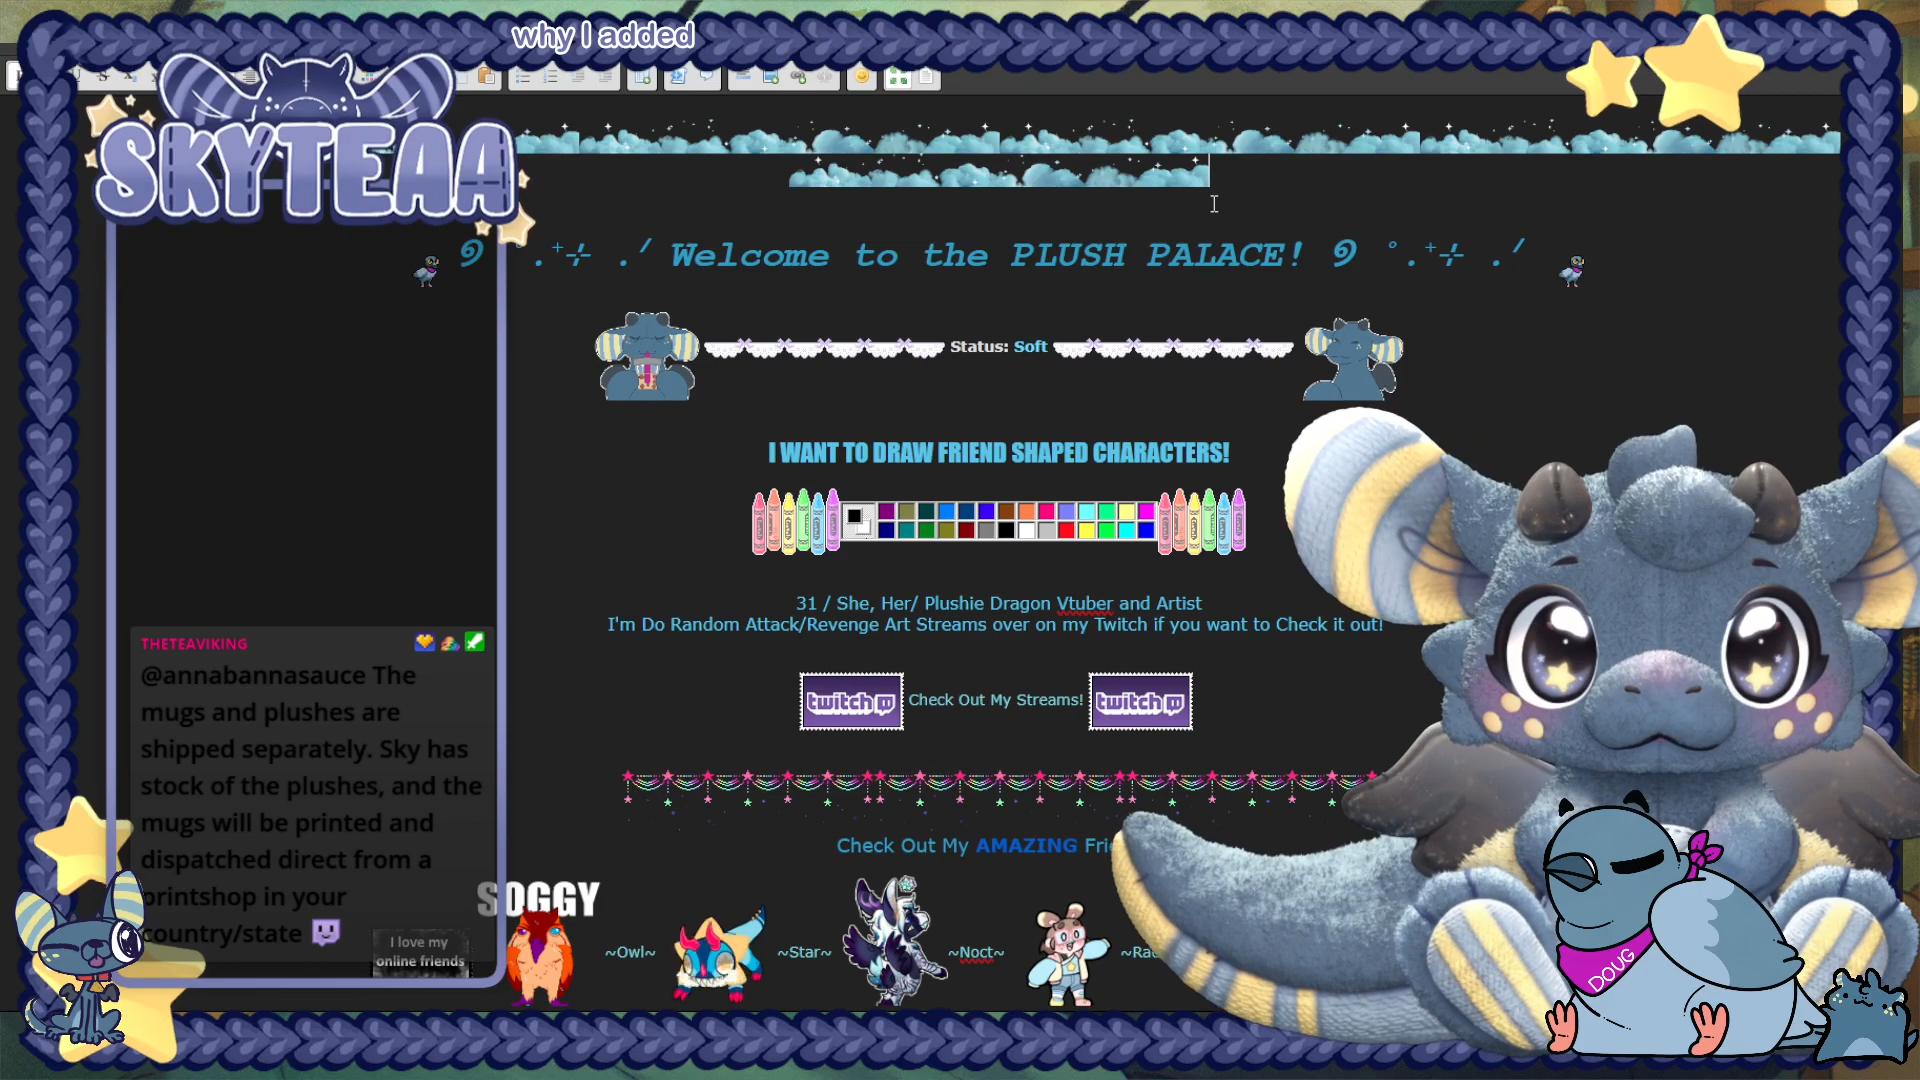 why I added
SKYTEAA
Welcome to the PLUSH PALACE!
Status: Soft
I WANT TO DRAW FRIEND SHAPED CHARACTERS!
31 / She, Her/ Plushie Dragon Vtuber and Artist
I'm Do Random Attack/Revenge Art Streams over on my Twitch if you want to Check it out!
twitch Check Out My Streams! twitch
THETEAVIKING
@annabannasauce The
mugs and plushes are
shipped separately. Sky has
stock of the plushes, and the
mugs will be printed and
dispatched direct from a
printshop in your
country/state
I love my
online friends
Check Out My AMAZING
SOGGY
~Owl~ ~Star~ ~Noct~
DOUG